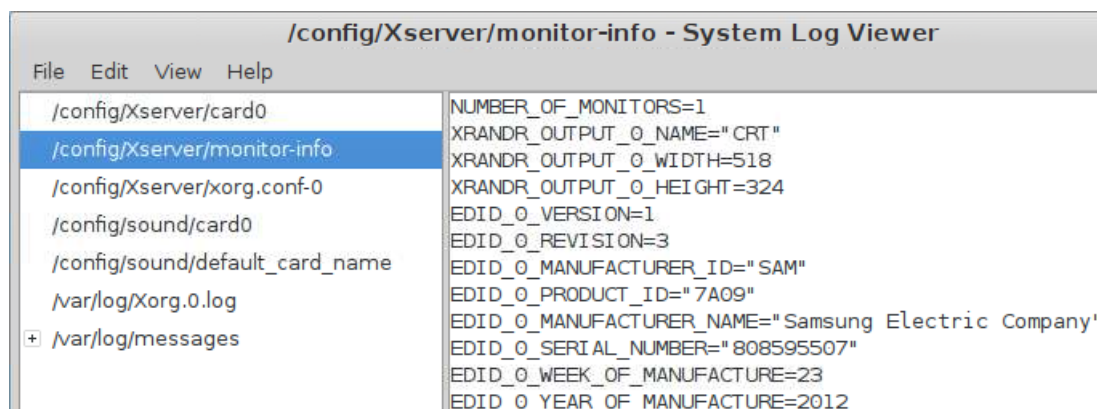 /config/Xserver/monitor-info - System Log Viewer
File Edit View Help
/config/Xserver/card0
/config/Xserver/monitor-info
/config/Xserver/xorg.conf-0
/config/sound/card0
/config/sound/default_card_name
/var/log/Xorg.0.log
/var/log/messages
NUMBER_OF_MONITORS=1
XRANDR_OUTPUT_0_NAME="CRT"
XRANDR_OUTPUT_0_WIDTH=518
XRANDR_OUTPUT_0_HEIGHT=324
EDID_0_VERSION=1
EDID_0_REVISION=3
EDID_0_MANUFACTURER_ID="SAM"
EDID_0_PRODUCT_ID="7A09"
EDID_0_MANUFACTURER_NAME="Samsung Electric Company"
EDID_0_SERIAL_NUMBER="808595507"
EDID_0_WEEK_OF_MANUFACTURE=23
EDID_0_YEAR_OF_MANUFACTURE=2012